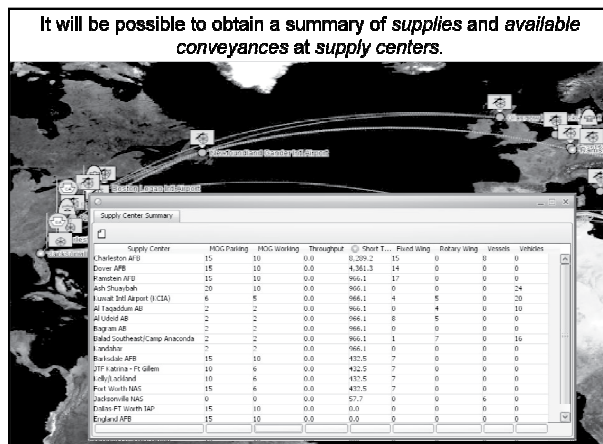 It will be possible to obtain a summary of supplies and available
conveyances at supply centers.
Newfoundland Gander Intl Airport
Boston Logan Intl Airport
Supply Center Summary
Supply Center MOG Parking MOG Working Throughput Short T... Fixed Wing Rotary Wing Vessels Vehicles
Charleston AFB 15 10 0.0 8,289.2 15 0 8 0
Dover AFB 15 10 0.0 4,361.3 14 0 0 0
Ramstein AFB 15 10 0.0 966.1 17 0 0 0
Ash Shuaybah 20 10 0.0 966.1 0 0 0 24
Kuwait Intl Airport (KCIA) 6 5 0.0 966.1 4 5 0 20
Al Taqaddum AB 2 2 0.0 966.1 0 4 0 10
Al Udeid AB 2 2 0.0 966.1 8 5 0 0
Bagram AB 2 2 0.0 966.1 0 0 0 0
Balad Southeast/Camp Anaconda 2 2 0.0 966.1 1 7 0 16
Kandahar 2 2 0.0 966.1 0 0 0 0
Barksdale AFB 15 10 0.0 432.5 7 0 0 0
JTF Katrina - Ft Gillem 10 6 0.0 432.5 7 0 0 0
Kelly/Lackland 10 6 0.0 432.5 7 0 0 0
Fort Worth NAS 15 6 0.0 432.5 7 0 0 0
Jacksonville NAS 0 0 0.0 57.7 0 0 6 0
Dallas-FT Worth IAP 15 10 0.0 0.0 0 0 0 0
England AFB 15 10 0.0 0.0 0 0 0 0